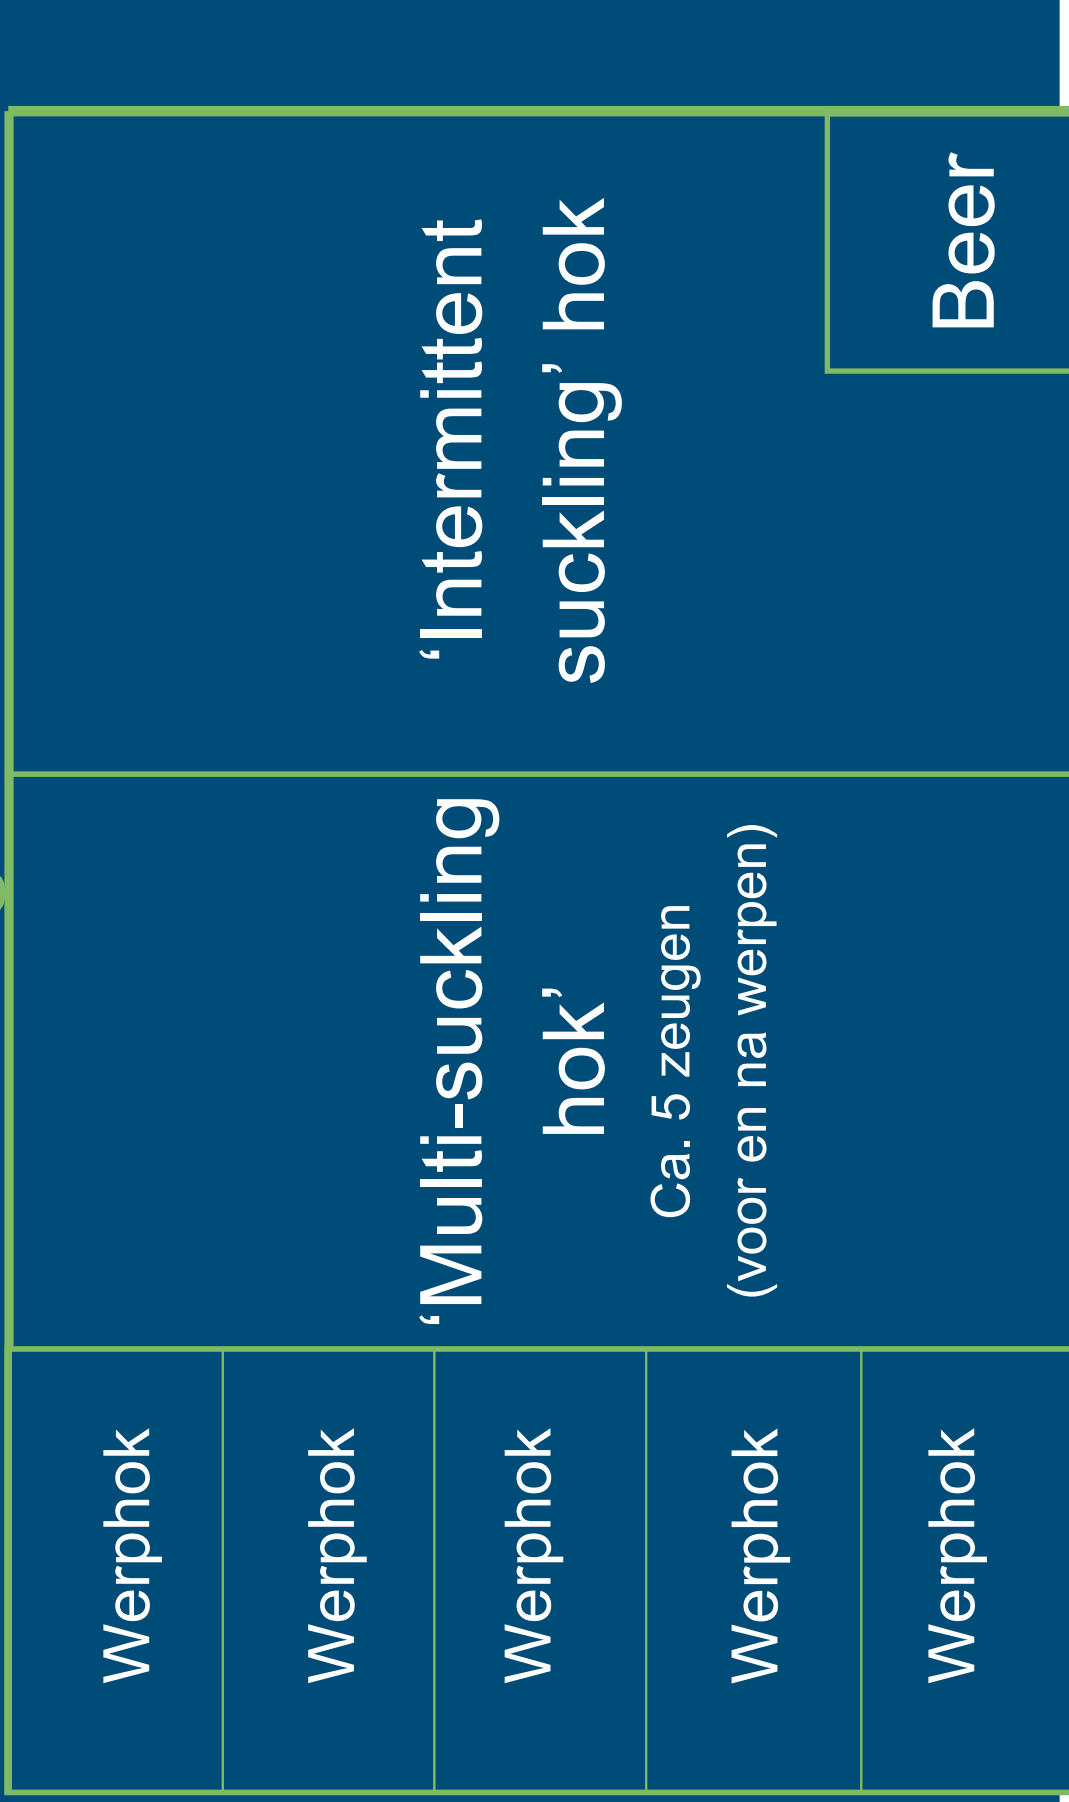 Werphok
Werphok
Werphok
Werphok
Werphok
‘Multi-suckling
hok’
Ca. 5 zeugen
(voor en na werpen)
‘Intermittent
suckling’ hok
Beer